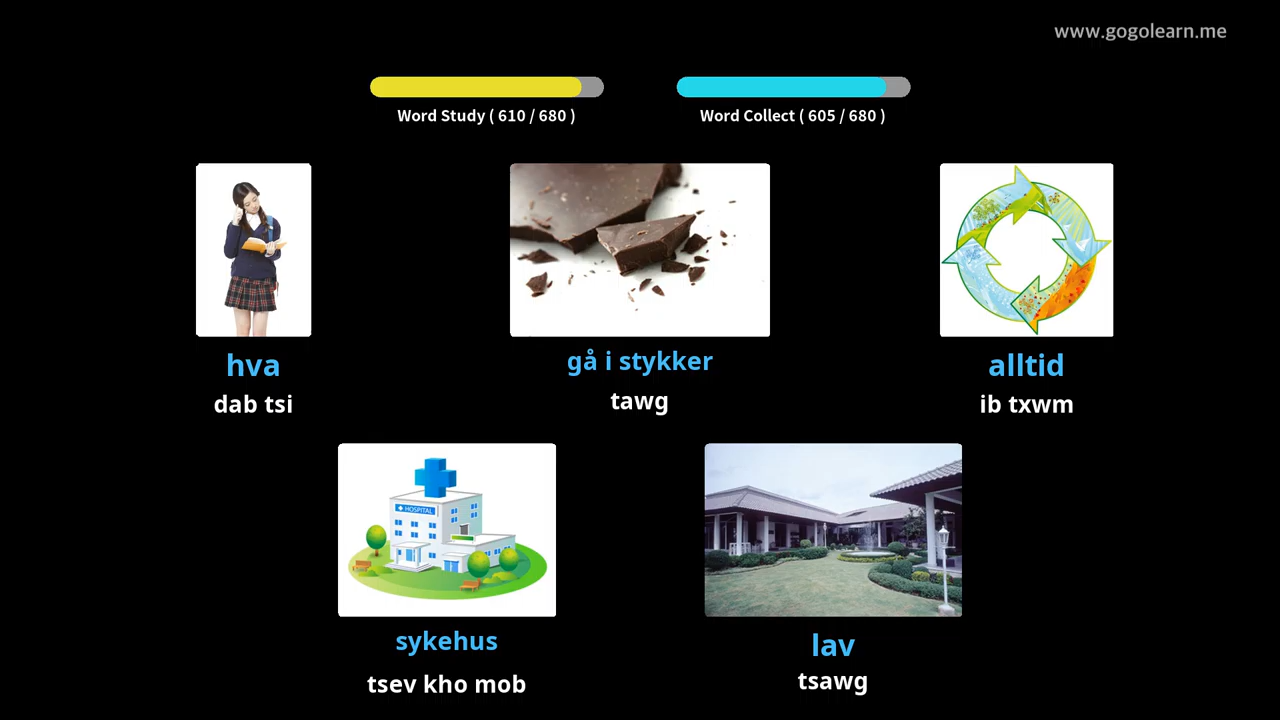 www.gogolearn.me
Word Study ( 610 / 680 )
Word Collect ( 605 / 680 )
hva
dab tsi
gå i stykker
tawg
alltid
ib txwm
HOSPITAL
sykehus
tsev kho mob
lav
tsawg